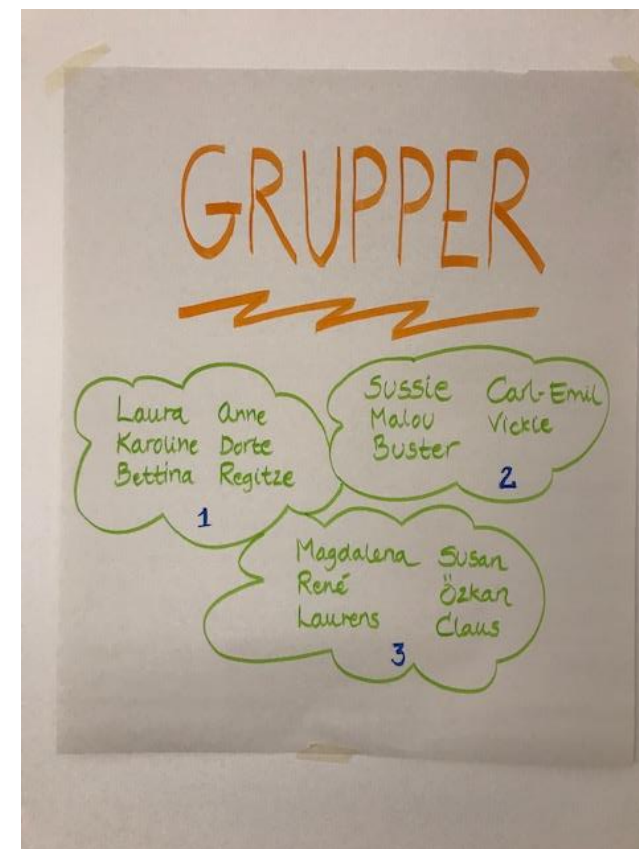 GRUPPER
Laura Anne
Karoline Dorte
Bettina Regitze
1
Sussie Carl-Emil
Malou Vickie
Buster
2
Magdalena Susan
René Özkan
Laurens Claus
3